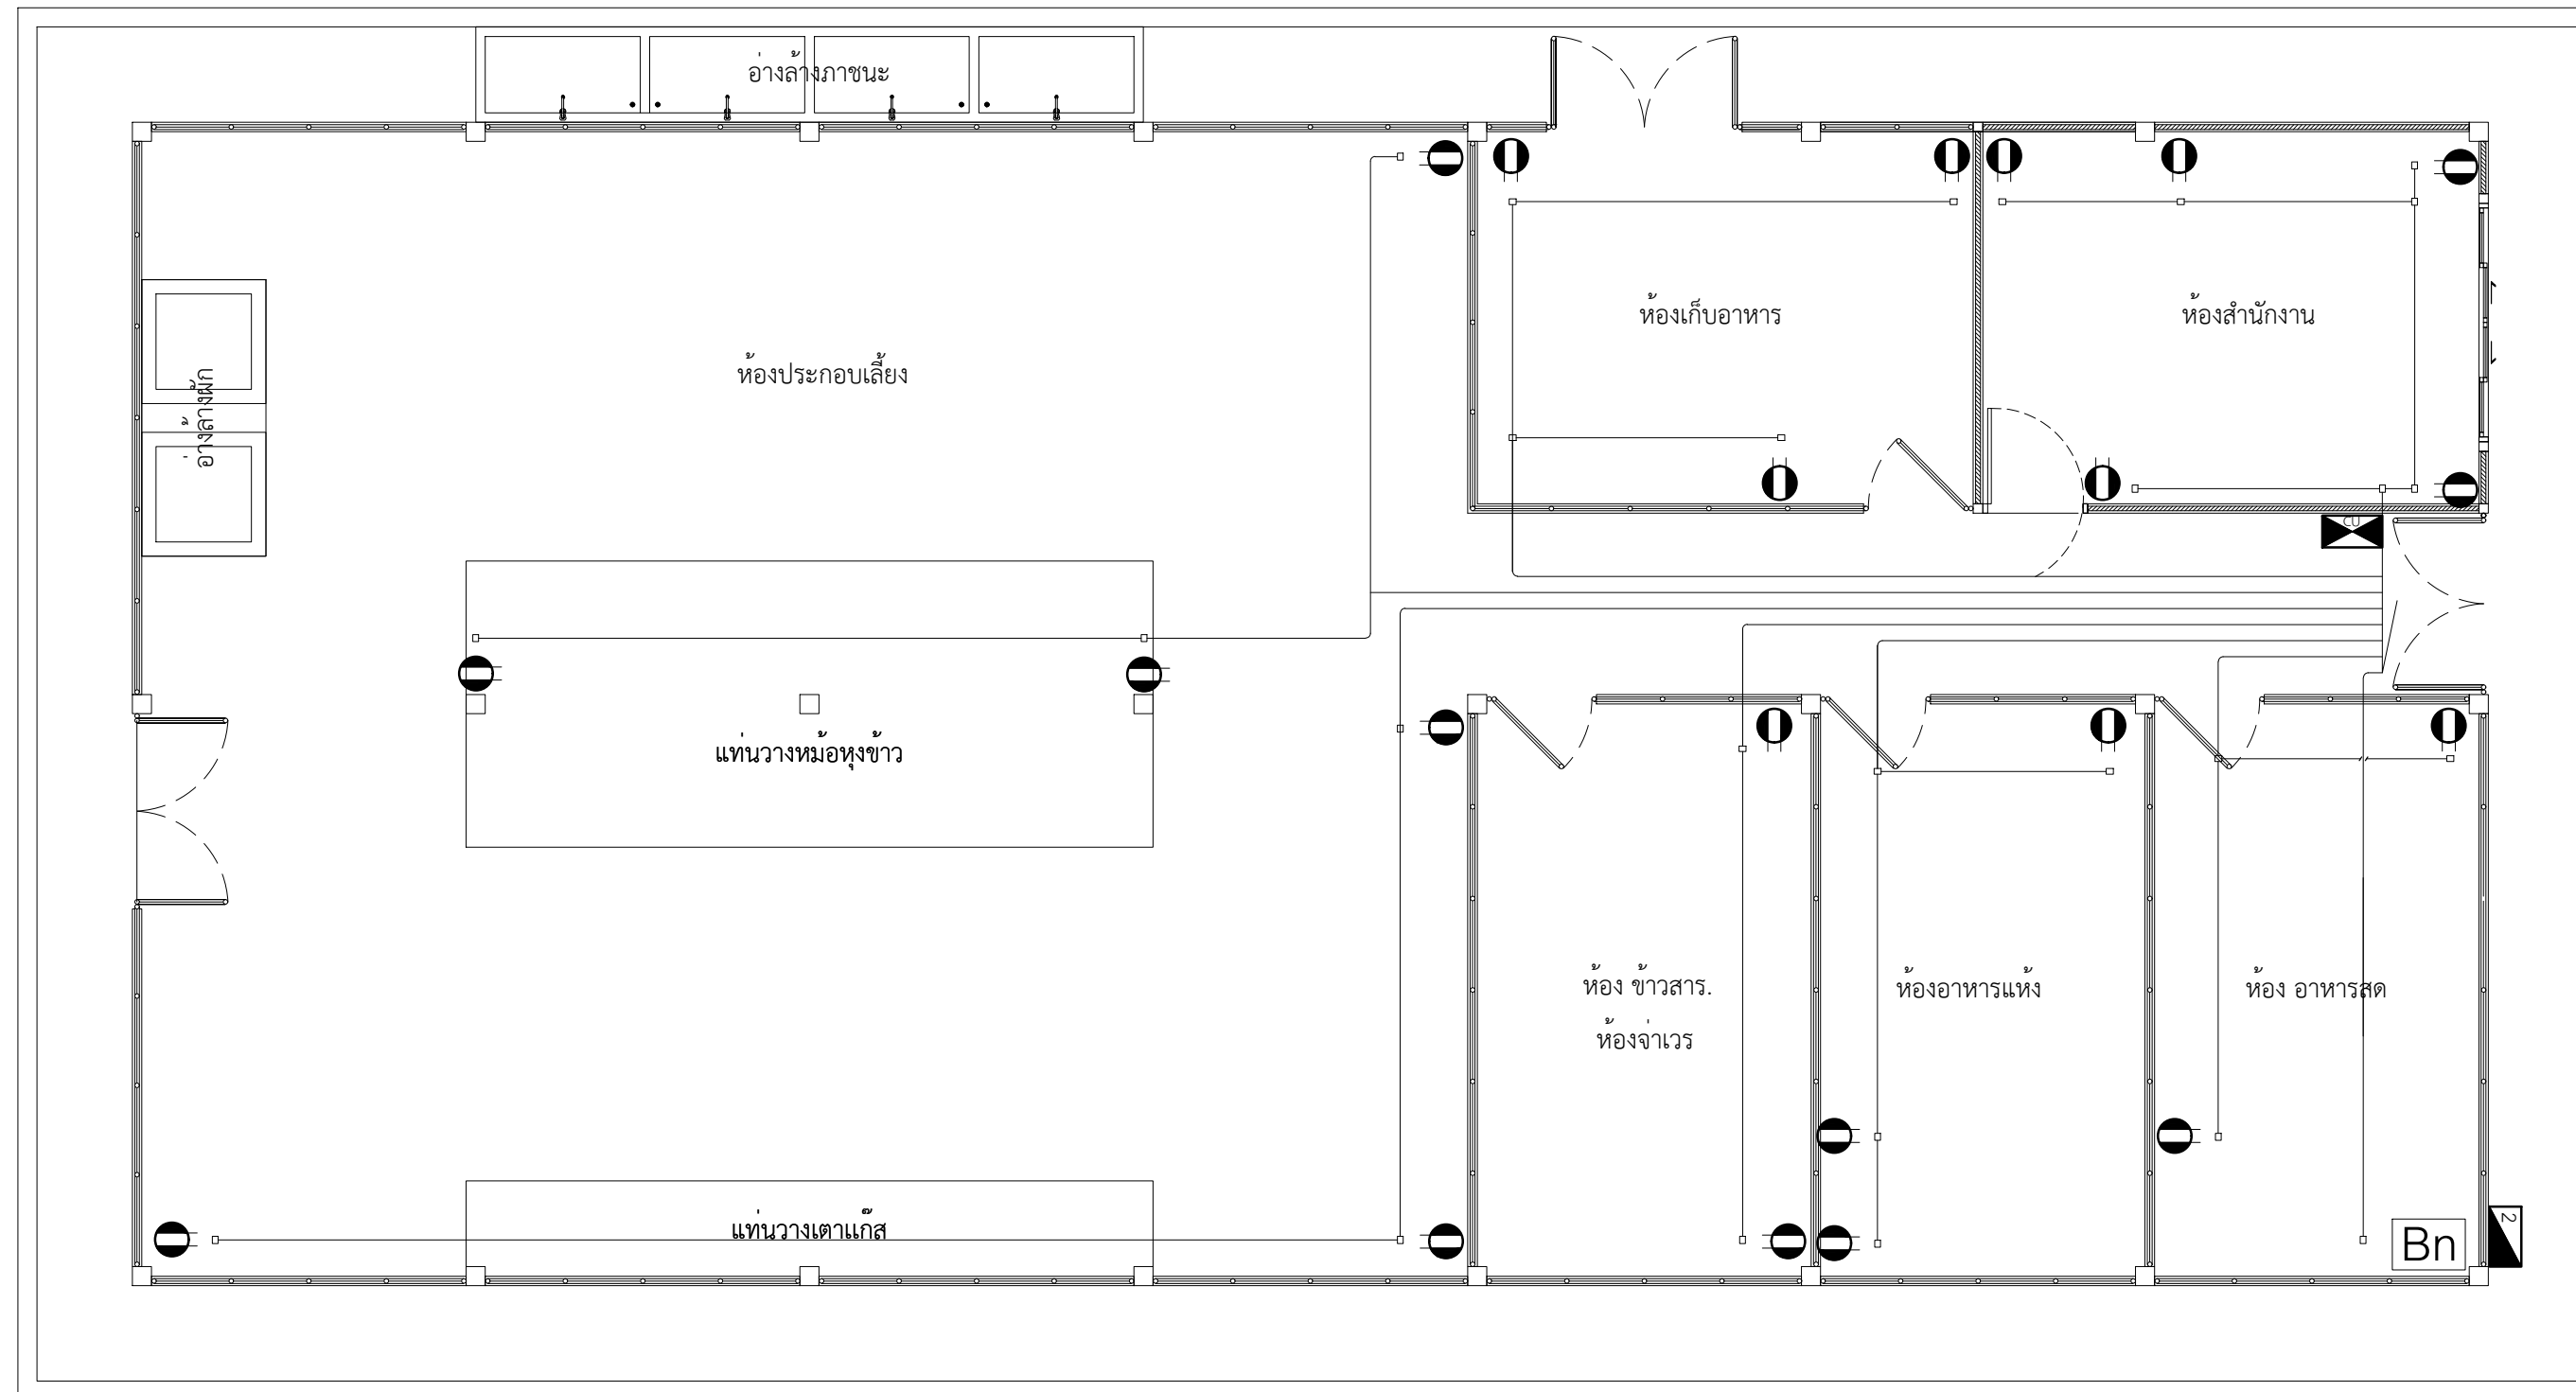 อ่างล้างภาชนะ
ห้องเก็บอาหาร
ห้องสำนักงาน
ห้องประกอบเลี้ยง
อ่างล้างผัก
CU
แท่นวางหม้อหุงข้าว
ห้อง ข้าวสาร.
ห้องจ่าเวร
ห้องอาหารแห้ง
ห้อง อาหารสด
แท่นวางเตาแก๊ส
Bn
2